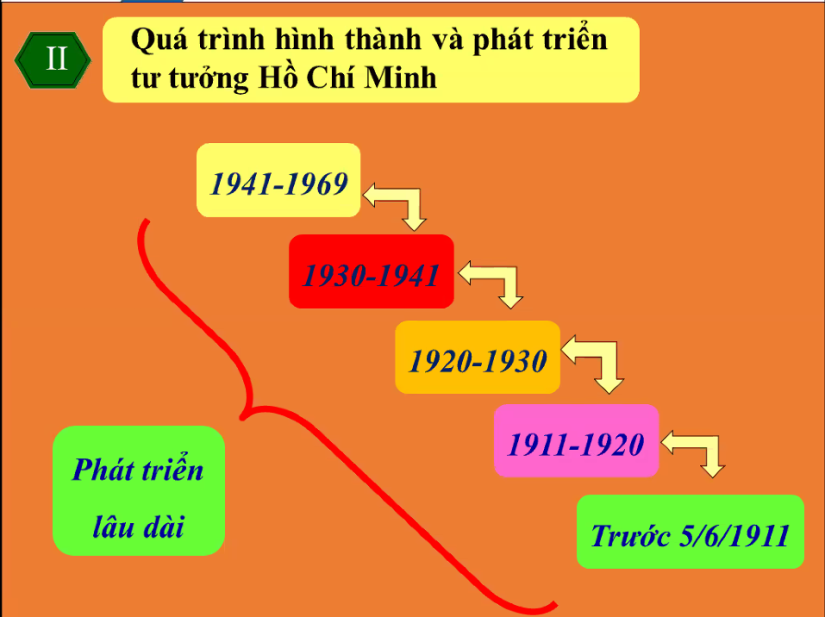 II
Quá trình hình thành và phát triển
tư tưởng Hồ Chí Minh
1941-1969
1930-1941
1920-1930
1911-1920
Trước 5/6/1911
Phát triển
lâu dài